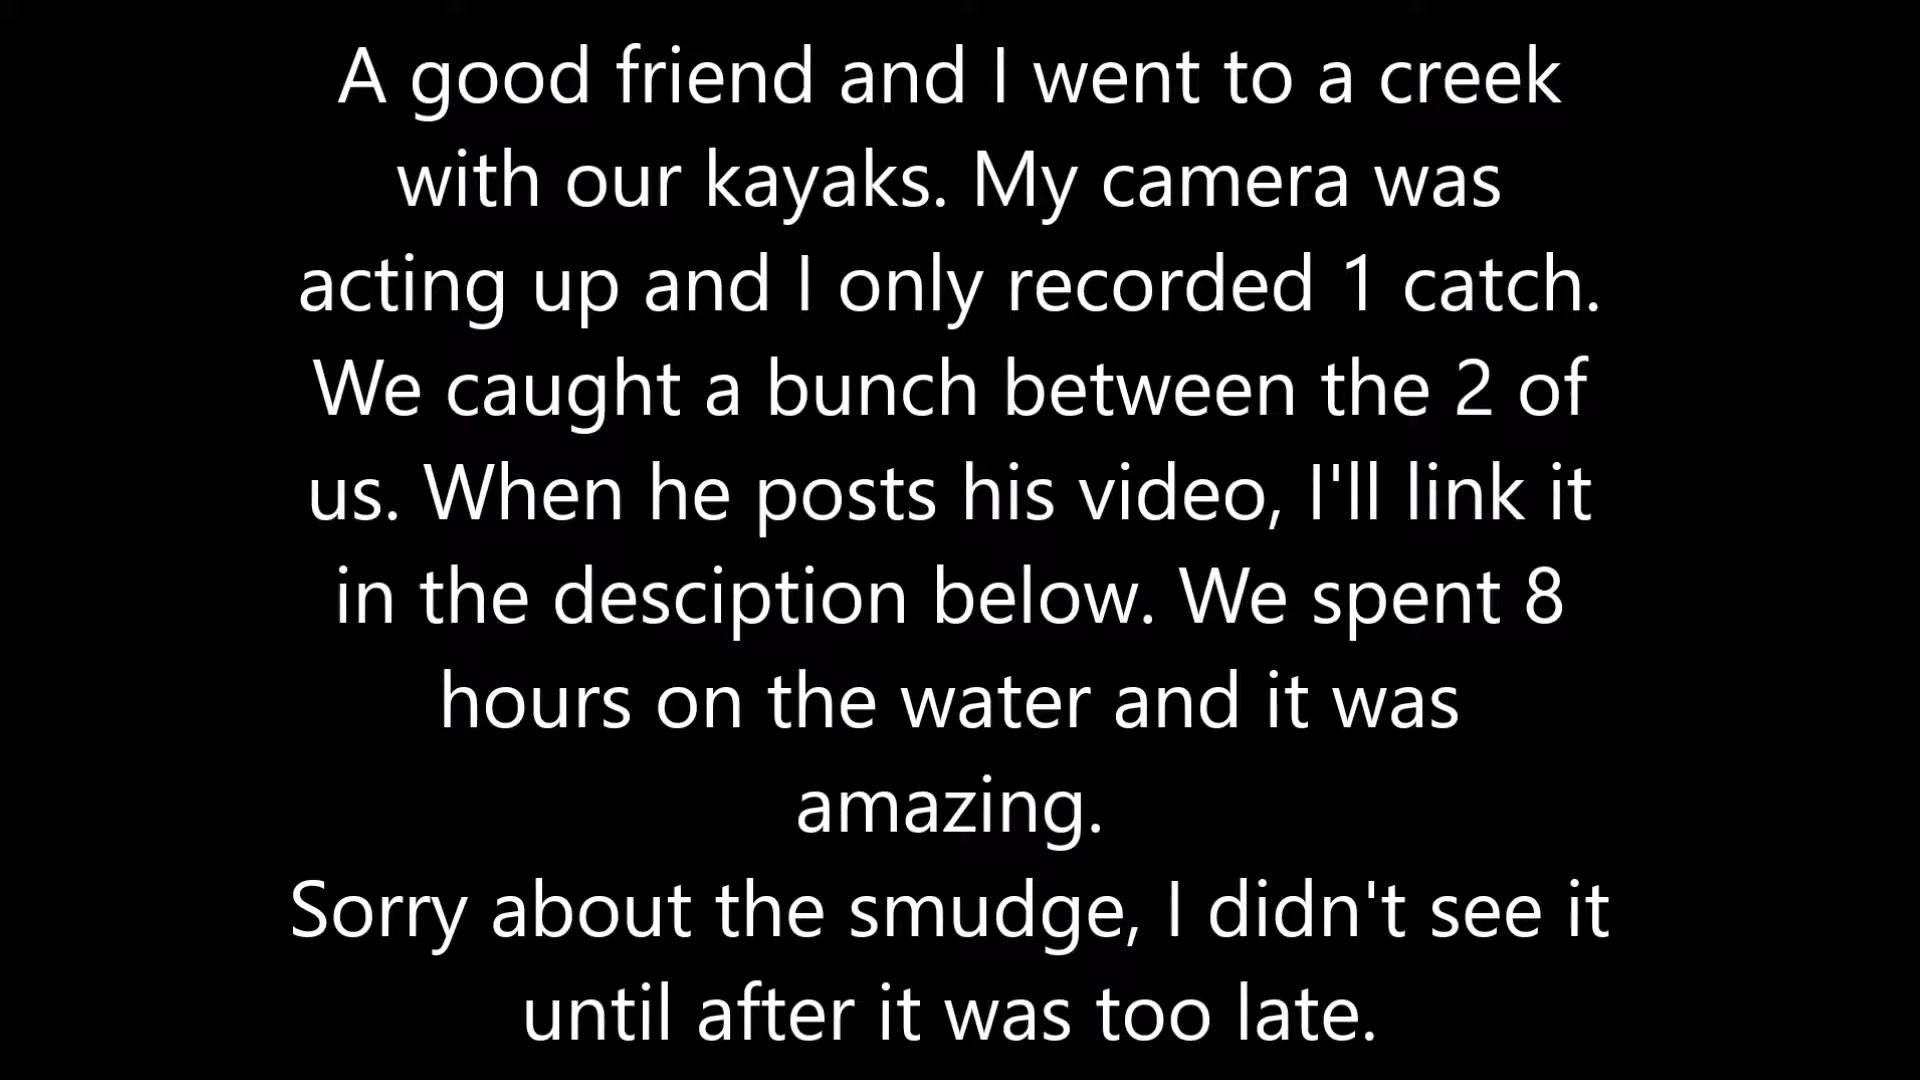 A good friend and I went to a creek
with our kayaks. My camera was
acting up and I only recorded 1 catch.
We caught a bunch between the 2 of
us. When he posts his video, I'll link it
in the desciption below. We spent 8
hours on the water and it was
amazing.
Sorry about the smudge, I didn't see it
until after it was too late.